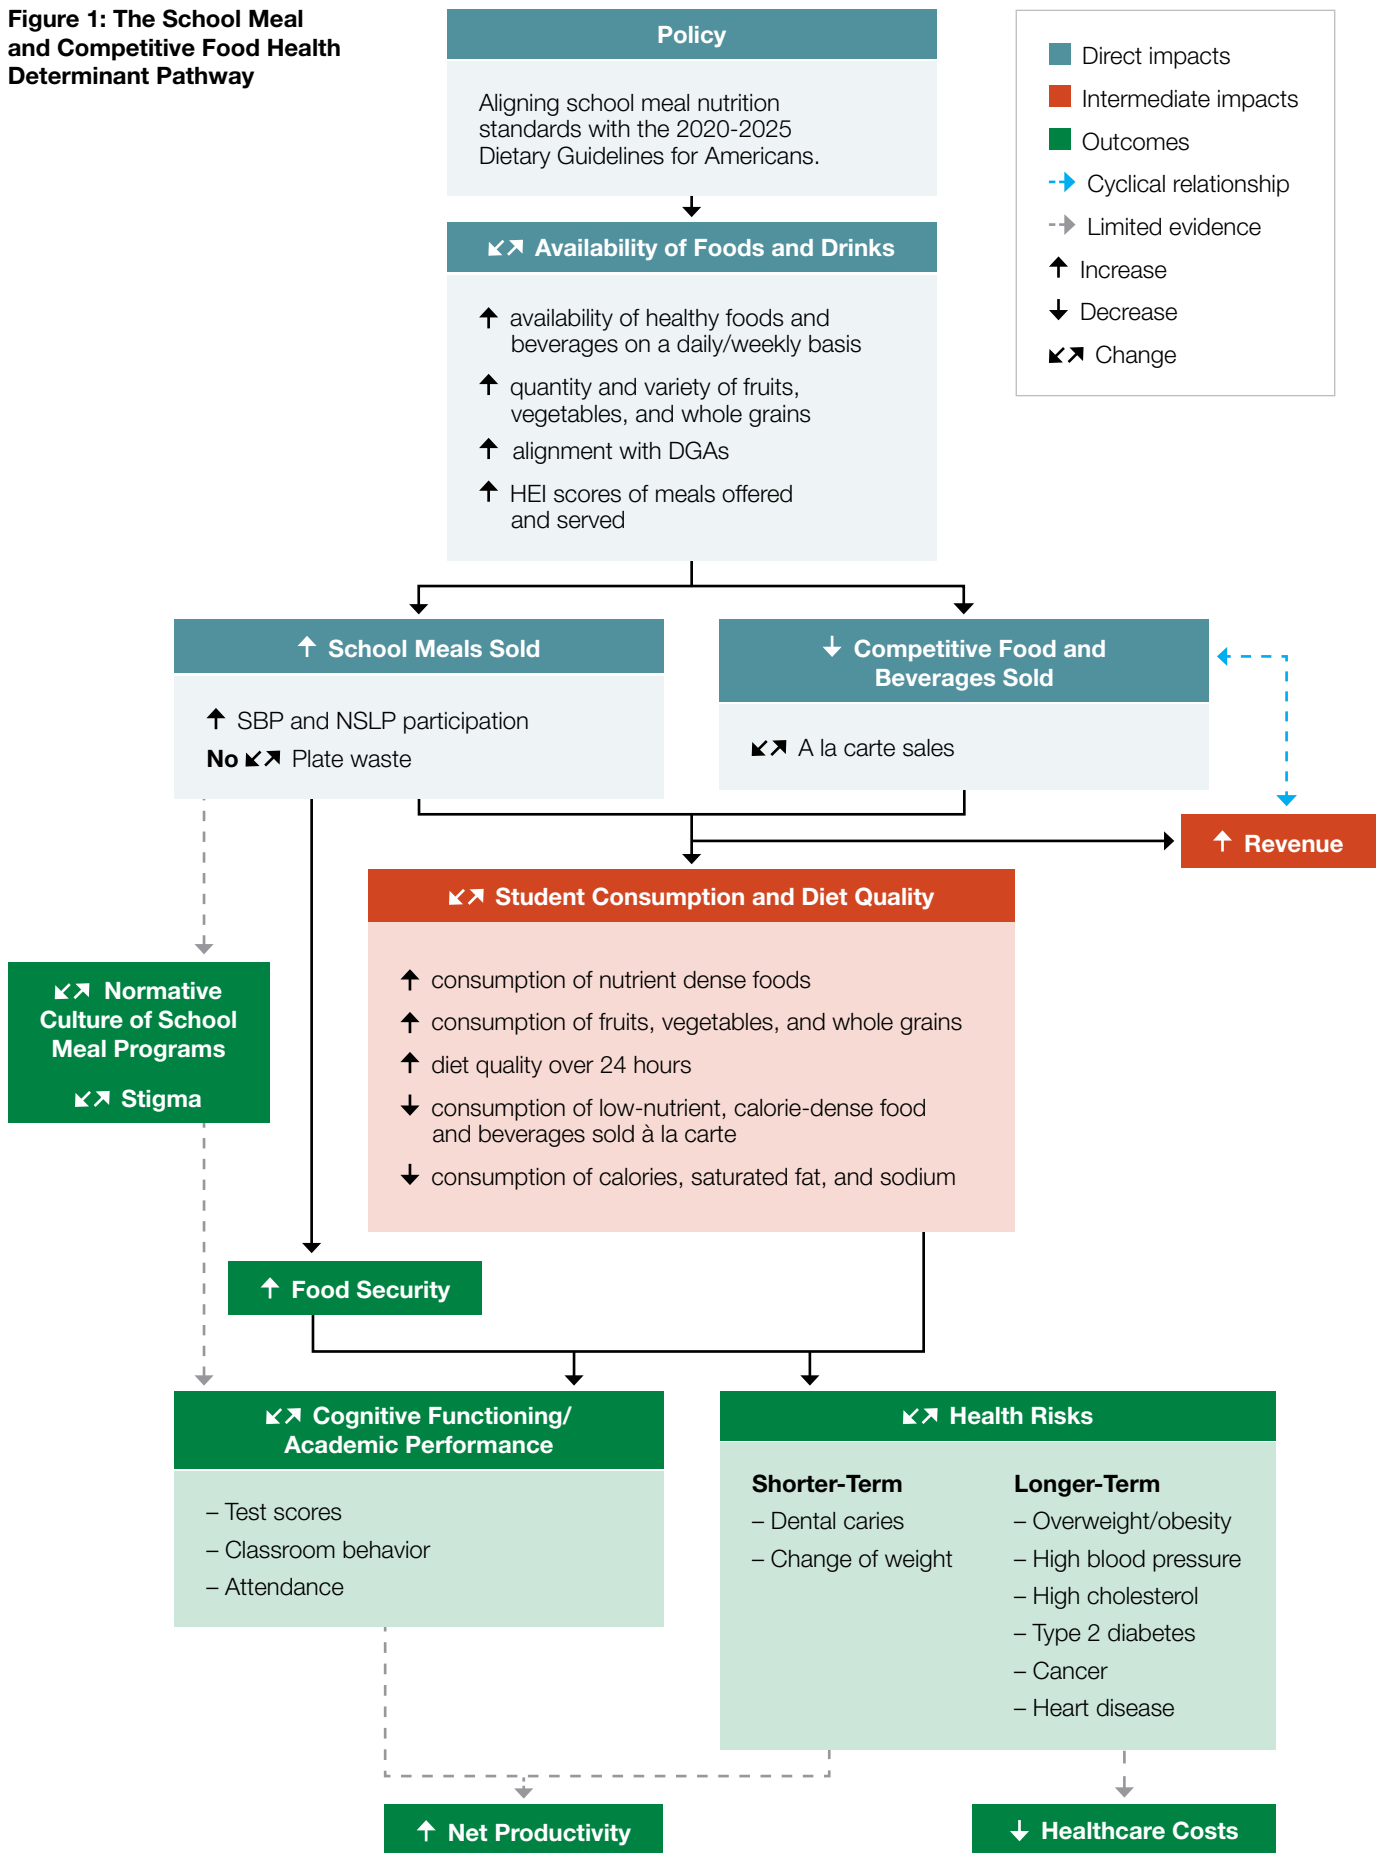 Figure 1: The School Meal
and Competitive Food Health
Determinant Pathway
Policy
Aligning school meal nutrition
standards with the 2020-2025
Dietary Guidelines for Americans.
Direct impacts
Intermediate impacts
Outcomes
Cyclical relationship
Limited evidence
Increase
Decrease
Change
Availability of Foods and Drinks
availability of healthy foods and
beverages on a daily/weekly basis
quantity and variety of fruits,
vegetables, and whole grains
alignment with DGAs
HEI scores of meals offered
and served
School Meals Sold
SBP and NSLP participation
No Plate waste
Competitive Food and
Beverages Sold
A la carte sales
Revenue
Student Consumption and Diet Quality
consumption of nutrient dense foods
consumption of fruits, vegetables, and whole grains
diet quality over 24 hours
consumption of low-nutrient, calorie-dense food
and beverages sold à la carte
consumption of calories, saturated fat, and sodium
Normative
Culture of School
Meal Programs
Stigma
Food Security
Cognitive Functioning/
Academic Performance
– Test scores
– Classroom behavior
– Attendance
Health Risks
Shorter-Term
– Dental caries
– Change of weight
Longer-Term
– Overweight/obesity
– High blood pressure
– High cholesterol
– Type 2 diabetes
– Cancer
– Heart disease
Net Productivity
Healthcare Costs